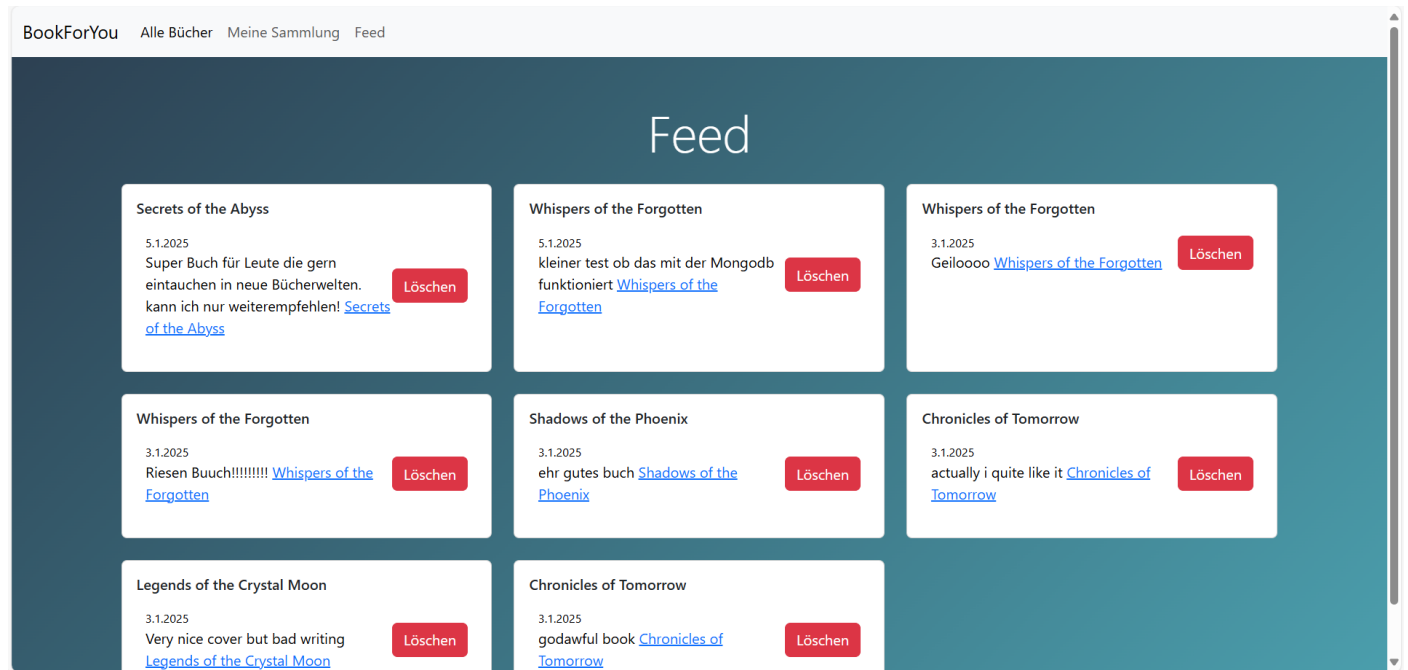 BookForYou Alle Bücher Meine Sammlung Feed
Feed
Secrets of the Abyss
5.1.2025
Super Buch für Leute die gern
eintauchen in neue Bücherwelten.
kann ich nur weiterempfehlen! Secrets
of the Abyss
Löschen
Whispers of the Forgotten
5.1.2025
kleiner test ob das mit der Mongodb
funktioniert Whispers of the
Forgotten
Löschen
Whispers of the Forgotten
3.1.2025
Geiloooo Whispers of the Forgotten
Löschen
Whispers of the Forgotten
3.1.2025
Riesen Buuch!!!!!!!!! Whispers of the
Forgotten
Löschen
Shadows of the Phoenix
3.1.2025
ehr gutes buch Shadows of the
Phoenix
Löschen
Chronicles of Tomorrow
3.1.2025
actually i quite like it Chronicles of
Tomorrow
Löschen
Legends of the Crystal Moon
3.1.2025
Very nice cover but bad writing
Legends of the Crystal Moon
Löschen
Chronicles of Tomorrow
3.1.2025
godawful book Chronicles of
Tomorrow
Löschen